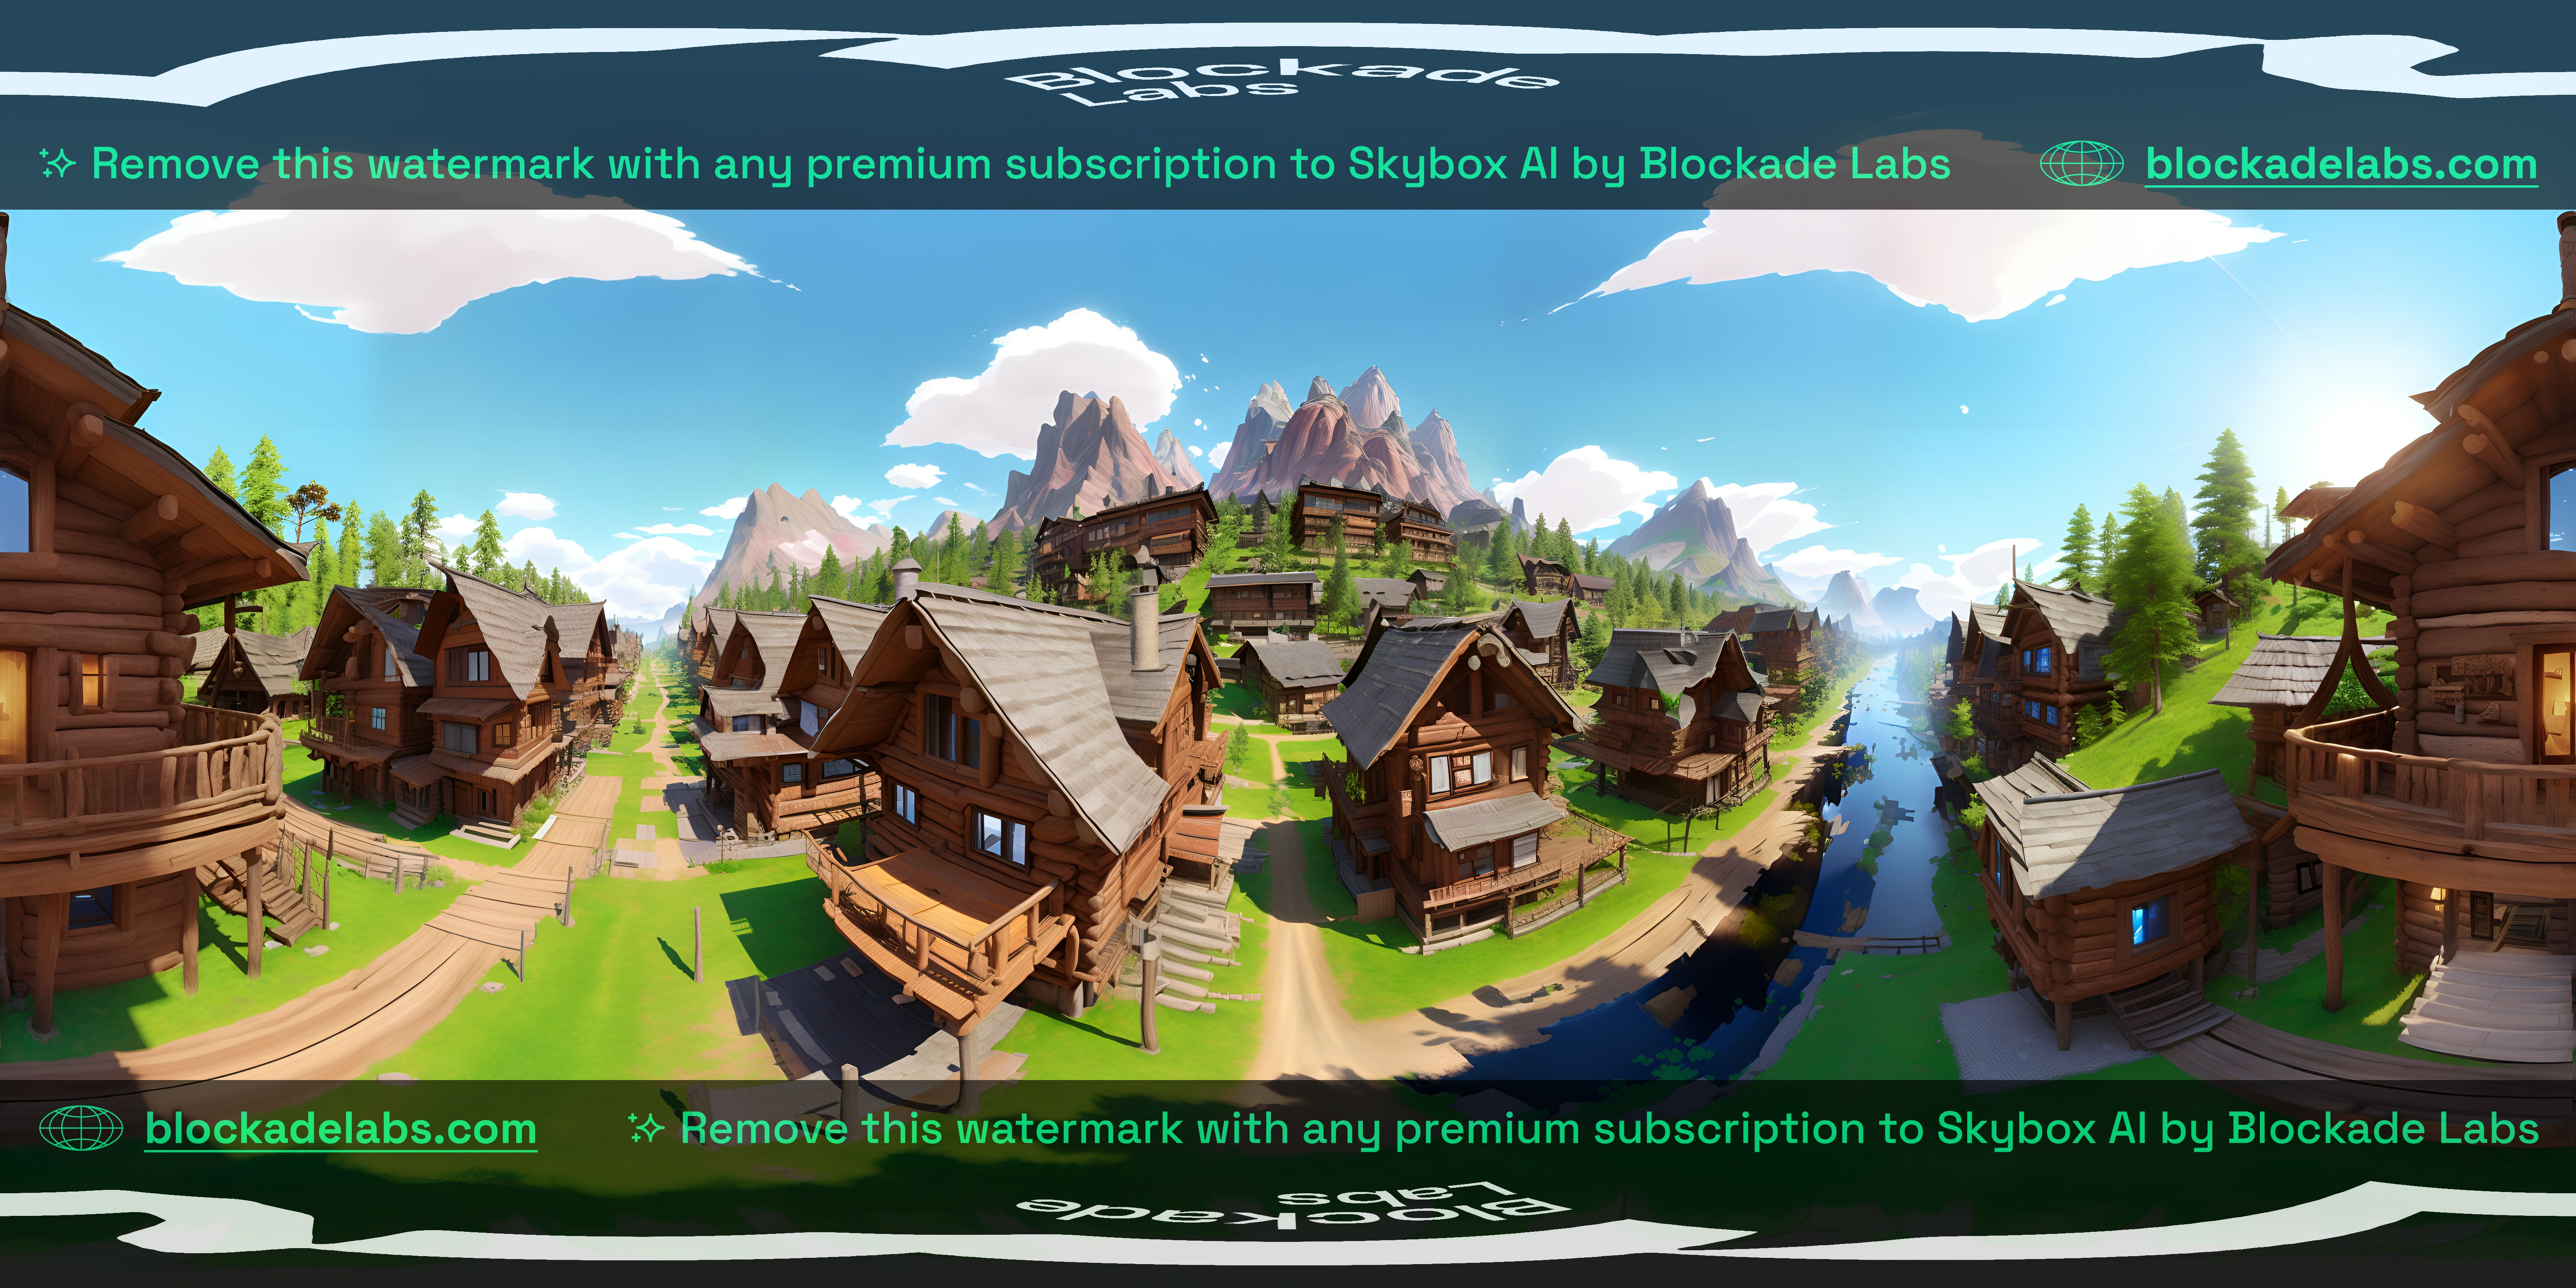 Blockade
Labs
Remove this watermark with any premium subscription to Skybox AI by Blockade Labs
blockadelabs.com
blockadelabs.com
Remove this watermark with any premium subscription to Skybox AI by Blockade Labs
Blockade
Labs